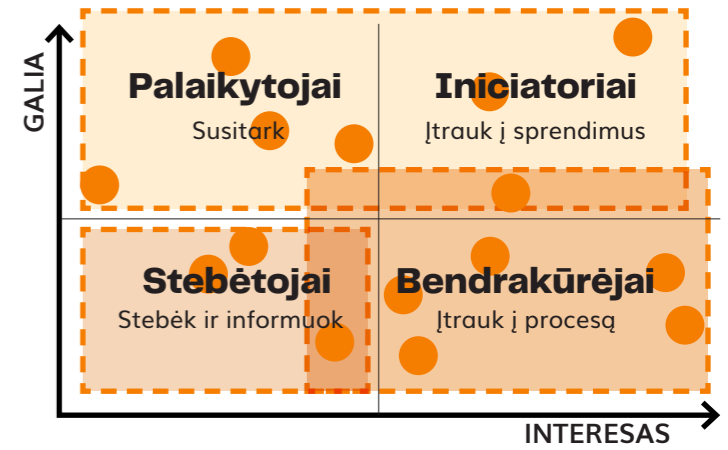 GALIA
Palaikytojai
Susitark
Iniciatoriai
Įtrauk į sprendimus
Stebėtojai
Stebėk ir informuok
Bendrakūrėjai
Įtrauk į procesą
INTERESAS